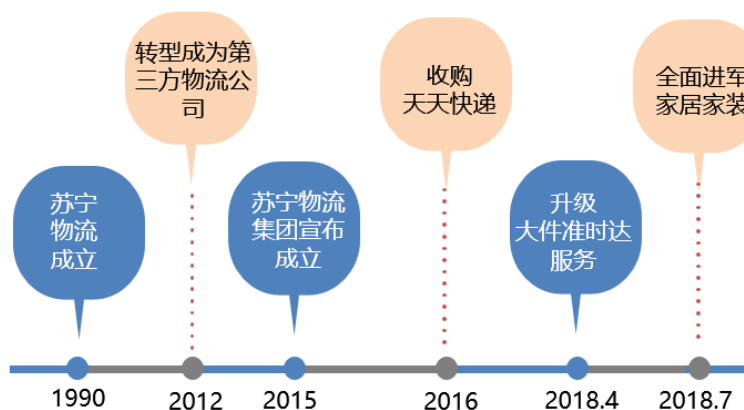 转型成为第
三方物流公
司
收购
天天快递
全面进军
家居家装
苏宁
物流
成立
苏宁物流
集团宣布
成立
升级
大件准时达
服务
1990
2012
2015
2016
2018.4
2018.7